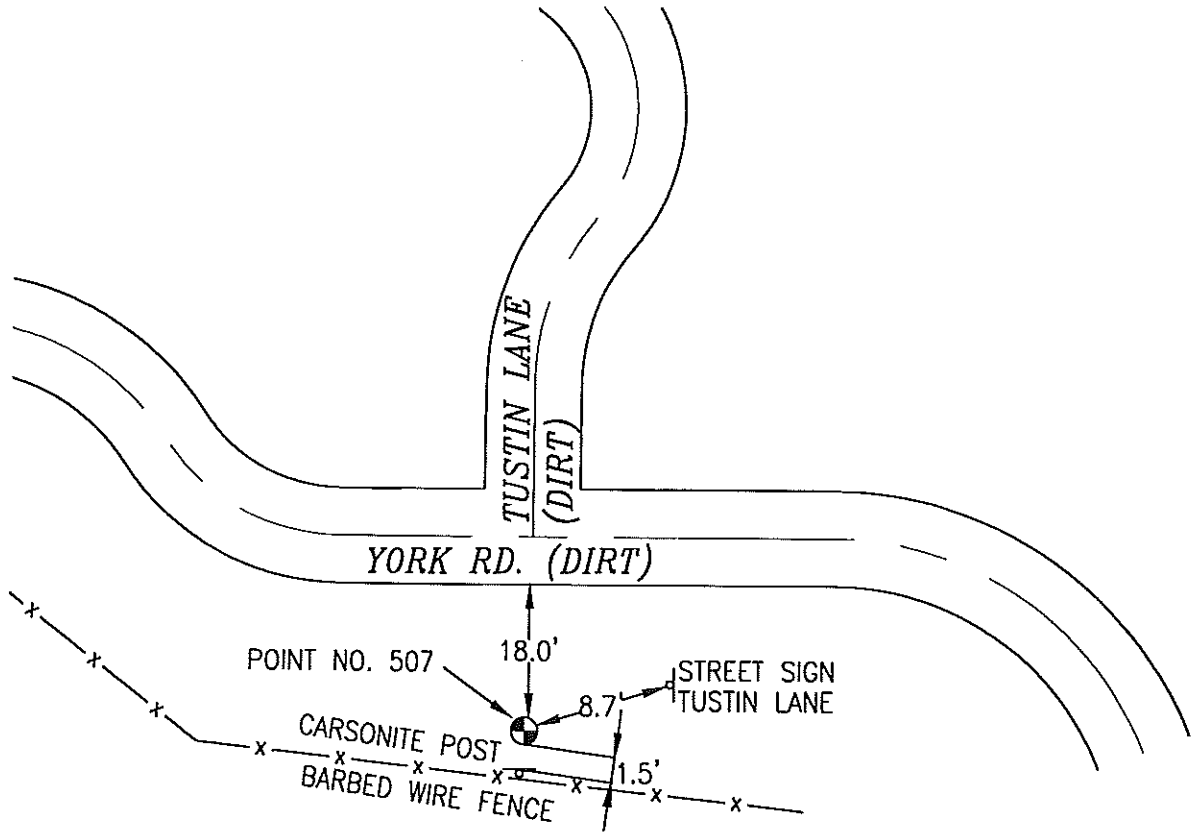 TUSTIN LANE
(DIRT)
YORK RD. (DIRT)
18.0'
POINT NO. 507
STREET SIGN
TUSTIN LANE
8.7'
CARSONITE POST
1.5'
BARBED WIRE FENCE